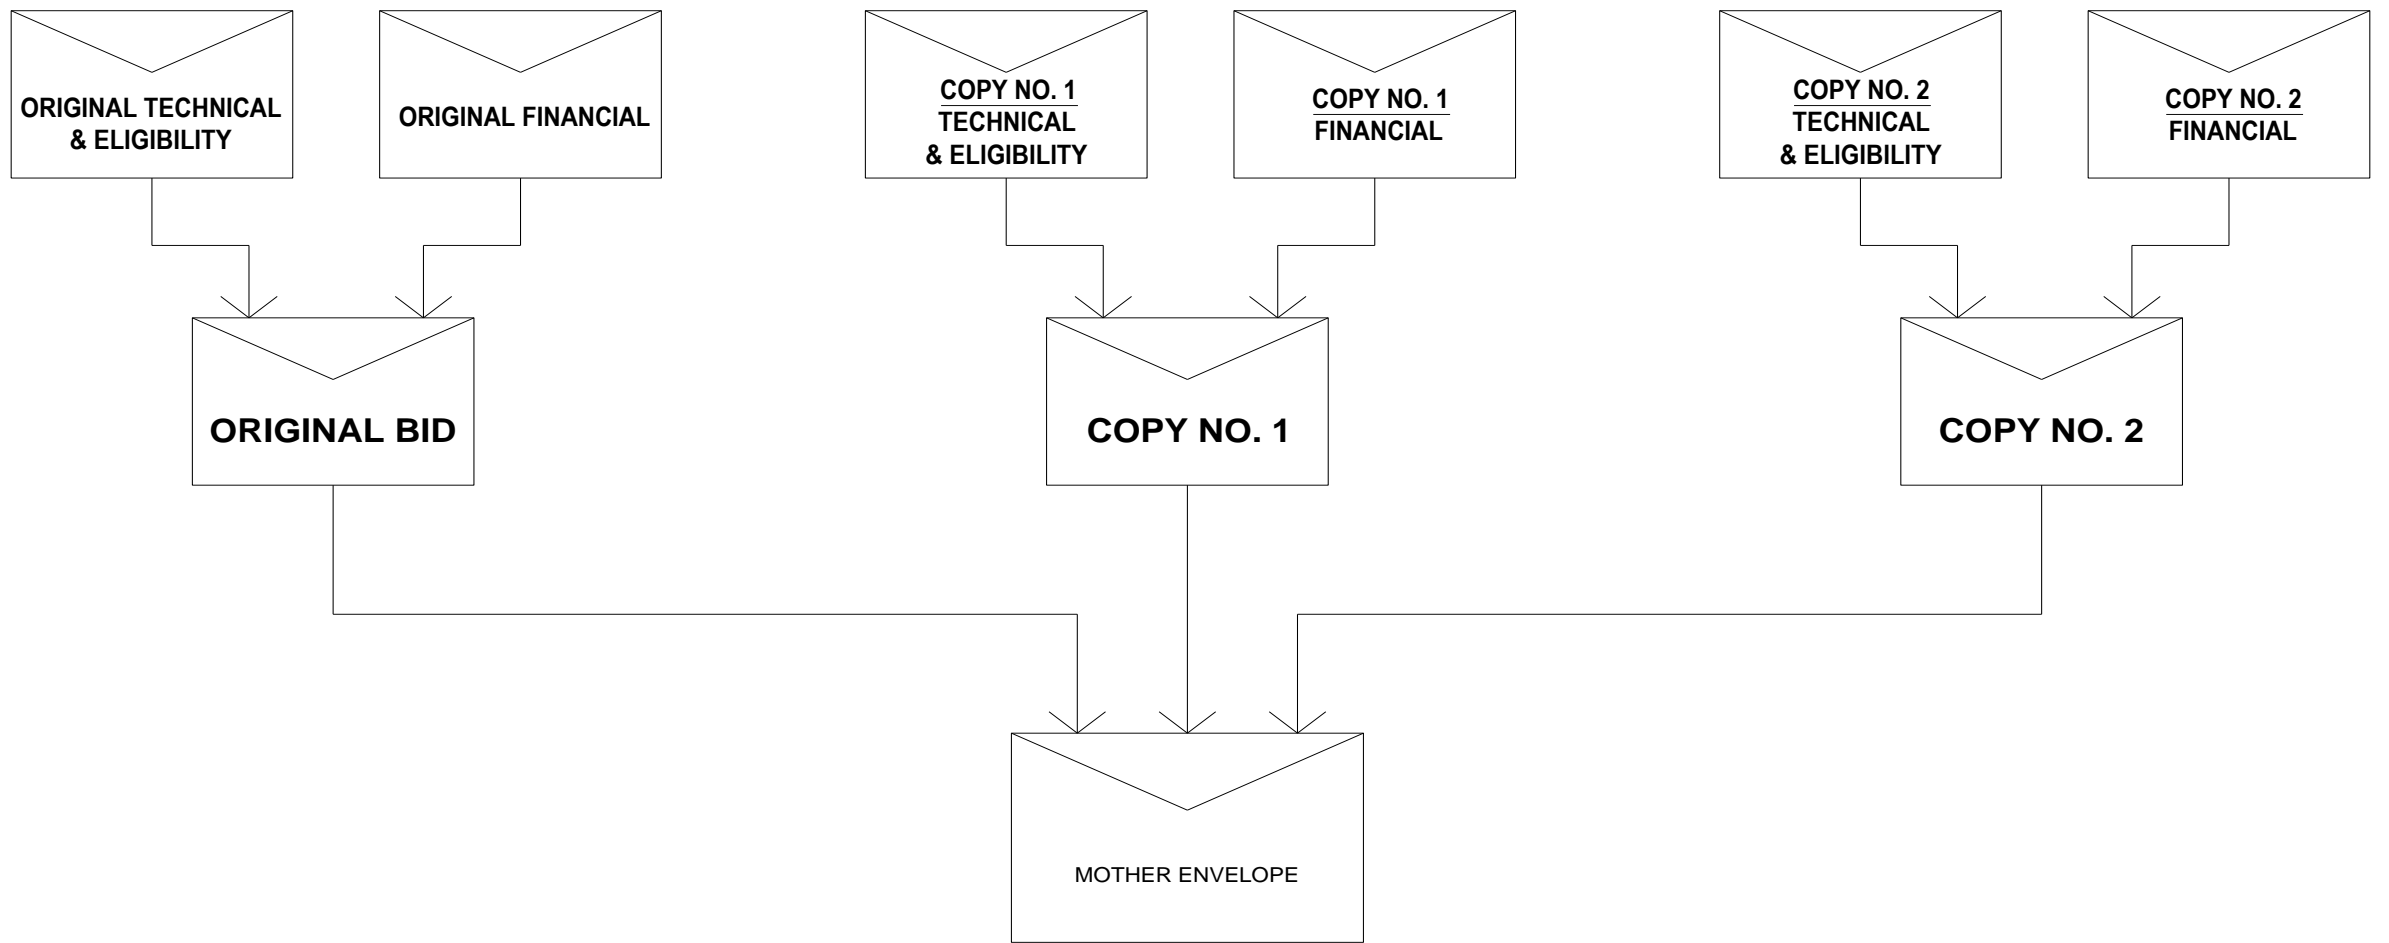 ORIGINAL TECHNICAL
& ELIGIBILITY
ORIGINAL FINANCIAL
COPY NO. 1
TECHNICAL
& ELIGIBILITY
COPY NO. 1
FINANCIAL
COPY NO. 2
TECHNICAL
& ELIGIBILITY
COPY NO. 2
FINANCIAL
ORIGINAL BID
COPY NO. 1
COPY NO. 2
MOTHER ENVELOPE